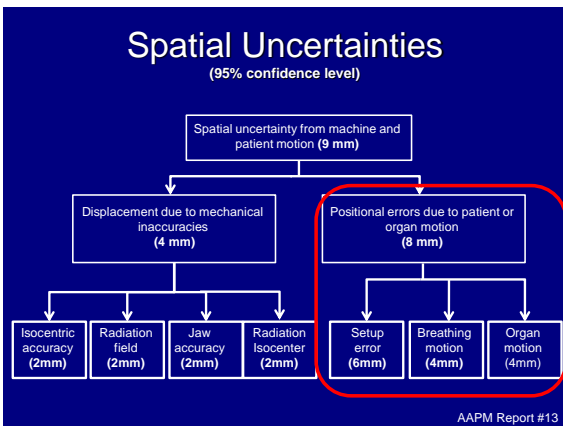 Spatial Uncertainties
(95% confidence level)
Spatial uncertainty from machine and
patient motion (9 mm)
Displacement due to mechanical
inaccuracies
(4 mm)
Positional errors due to patient or
organ motion
(8 mm)
Isocentric
accuracy
(2mm)
Radiation
field
(2mm)
Jaw
accuracy
(2mm)
Radiation
Isocenter
(2mm)
Setup
error
(6mm)
Breathing
motion
(4mm)
Organ
motion
(4mm)
AAPM Report #13